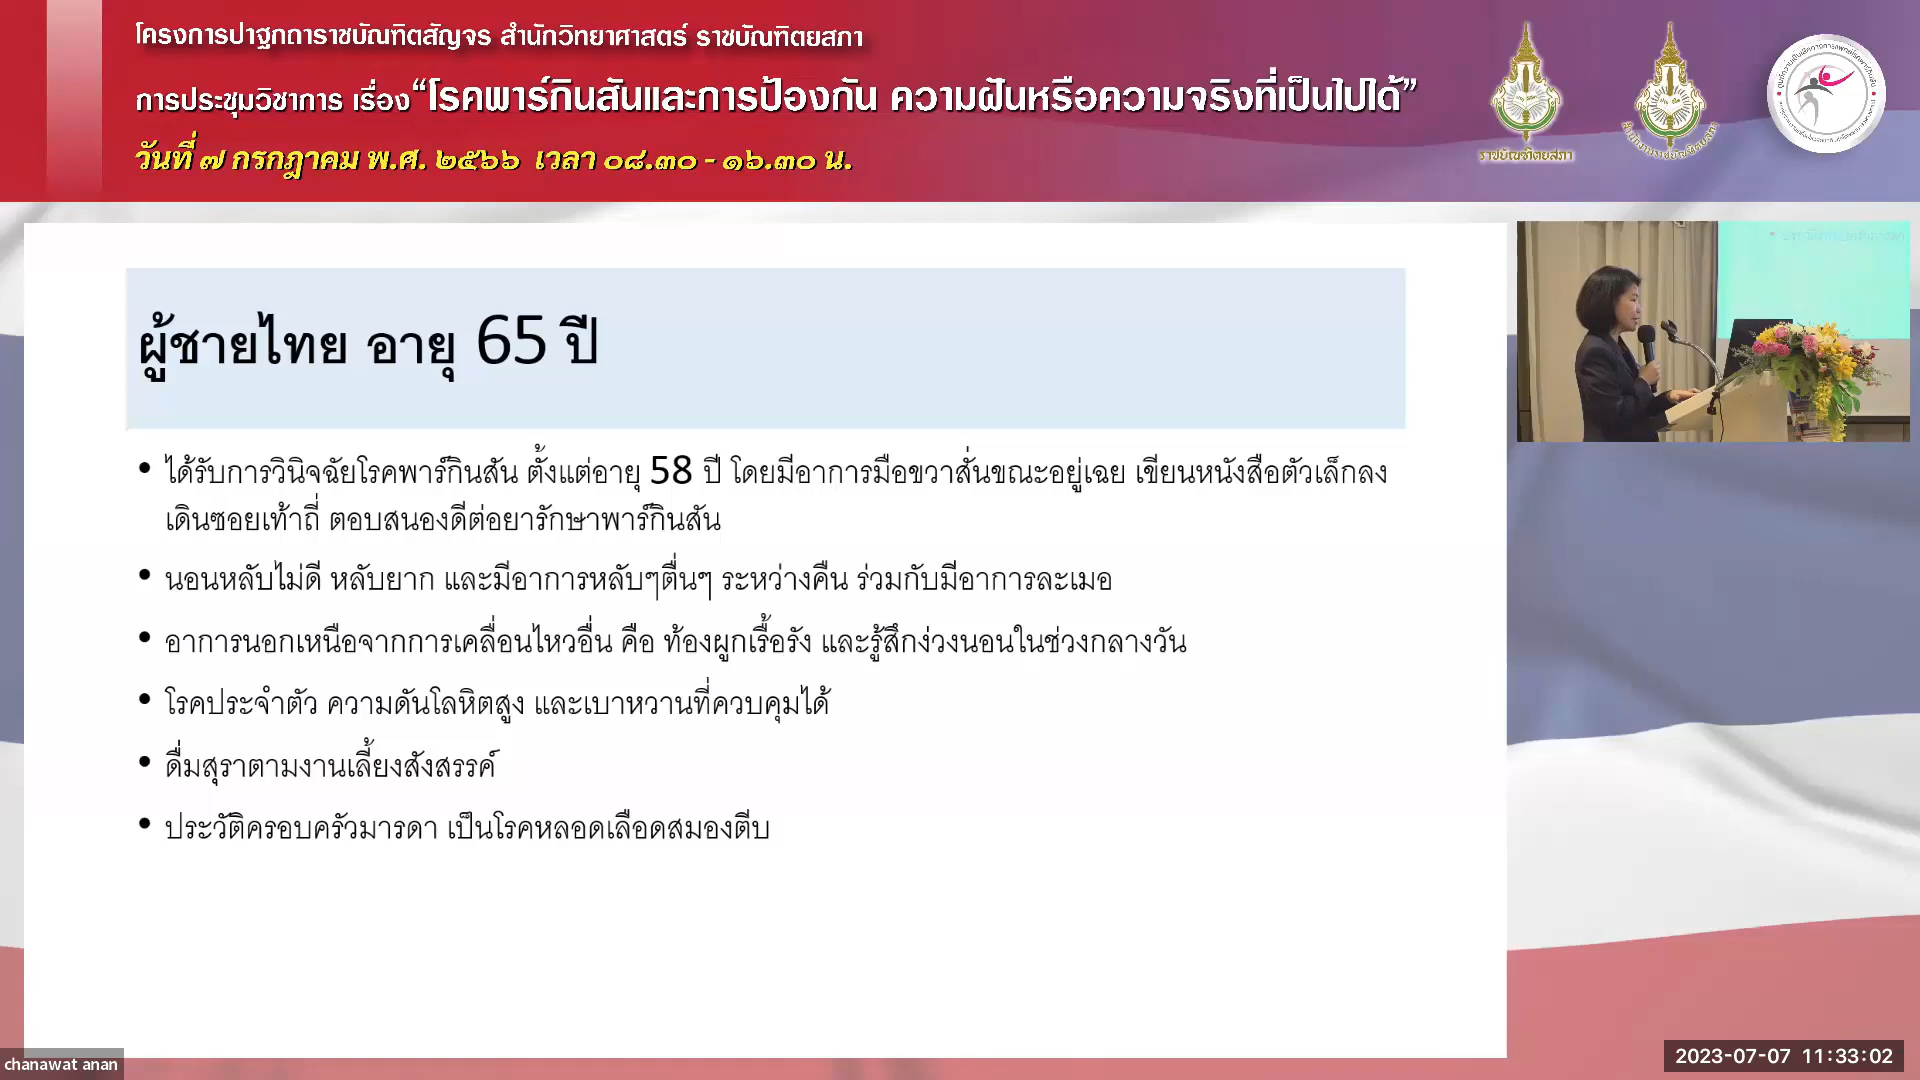 โครงการปาฐกถาราชบัณฑิตสัญจร สำนักวิทยาศาสตร์ ราชบัณฑิตยสภา
การประชุมวิชาการ เรื่อง “โรคพาร์กินสันและการป้องกัน ความฝันหรือความจริงที่เป็นไปได้”
วันที่ ๗ กรกฎาคม พ.ศ. ๒๕๖๖ เวลา ๐๘.๓๐ - ๑๖.๓๐ น.
ราชบัณฑิตยสภา
สำนักงานราชบัณฑิตยสภา
ผู้ชายไทย อายุ 65 ปี
• ได้รับการวินิจฉัยโรคพาร์กินสัน ตั้งแต่อายุ 58 ปี โดยมีอาการมือขวาสั่นขณะอยู่เฉย เขียนหนังสือตัวเล็กลง
เดินซอยเท้าถี่ ตอบสนองดีต่อยารักษาพาร์กินสัน
• นอนหลับไม่ดี หลับยาก และมีอาการหลับๆตื่นๆ ระหว่างคืน ร่วมกับมีอาการละเมอ
• อาการนอกเหนือจากการเคลื่อนไหวอื่น คือ ท้องผูกเรื้อรัง และรู้สึกง่วงนอนในช่วงกลางวัน
• โรคประจำตัว ความดันโลหิตสูง และเบาหวานที่ควบคุมได้
• ดื่มสุราตามงานเลี้ยงสังสรรค์
• ประวัติครอบครัวมารดา เป็นโรคหลอดเลือดสมองตีบ
chanawat anan
2023-07-07 11:33:02